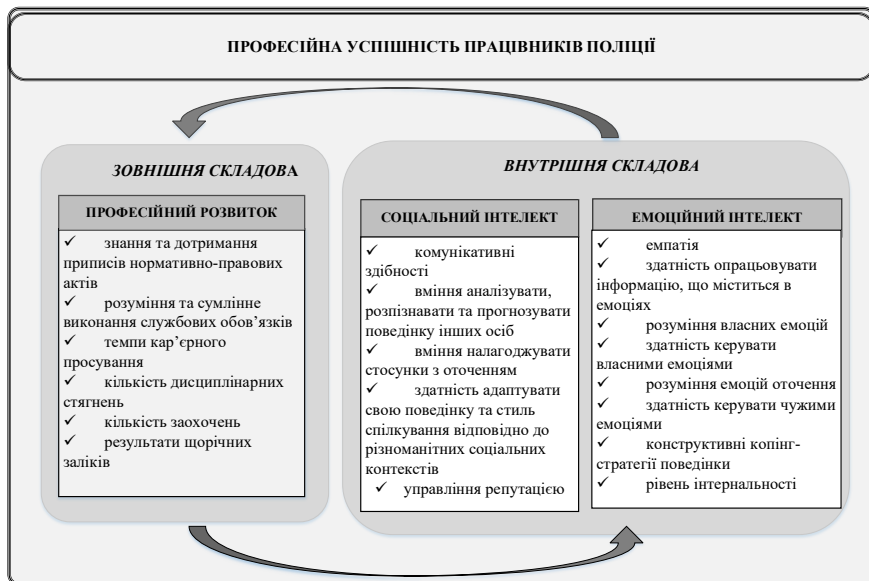 ПРОФЕСІЙНА УСПІШНІСТЬ ПРАЦІВНИКІВ ПОЛІЦІЇ
ЗОВНІШНЯ СКЛАДОВА
ПРОФЕСІЙНИЙ РОЗВИТОК
✓ знання та дотримання
приписів нормативно-правових
актів
✓ розуміння та сумлінне
виконання службових обов’язків
✓ темпи кар’єрного
просування
✓ кількість дисциплінарних
стягнень
✓ кількість заохочень
✓ результати щорічних
заліків
ВНУТРІШНЯ СКЛАДОВА
СОЦІАЛЬНИЙ ІНТЕЛЕКТ
✓ комунікативні
здібності
✓ вміння аналізувати,
розпізнавати та прогнозувати
поведінку інших осіб
✓ вміння налагоджувати
стосунки з оточенням
✓ здатність адаптувати
свою поведінку та стиль
спілкування відповідно до
різноманітних соціальних
контекстів
✓ управління репутацією
ЕМОЦІЙНИЙ ІНТЕЛЕКТ
✓ емпатія
✓ здатність опрацьовувати
інформацію, що міститься в
емоціях
✓ розуміння власних емоцій
✓ здатність керувати
власними емоціями
✓ розуміння емоцій оточення
✓ здатність керувати чужими
емоціями
✓ конструктивні копінг-
стратегії поведінки
✓ рівень інтернальності